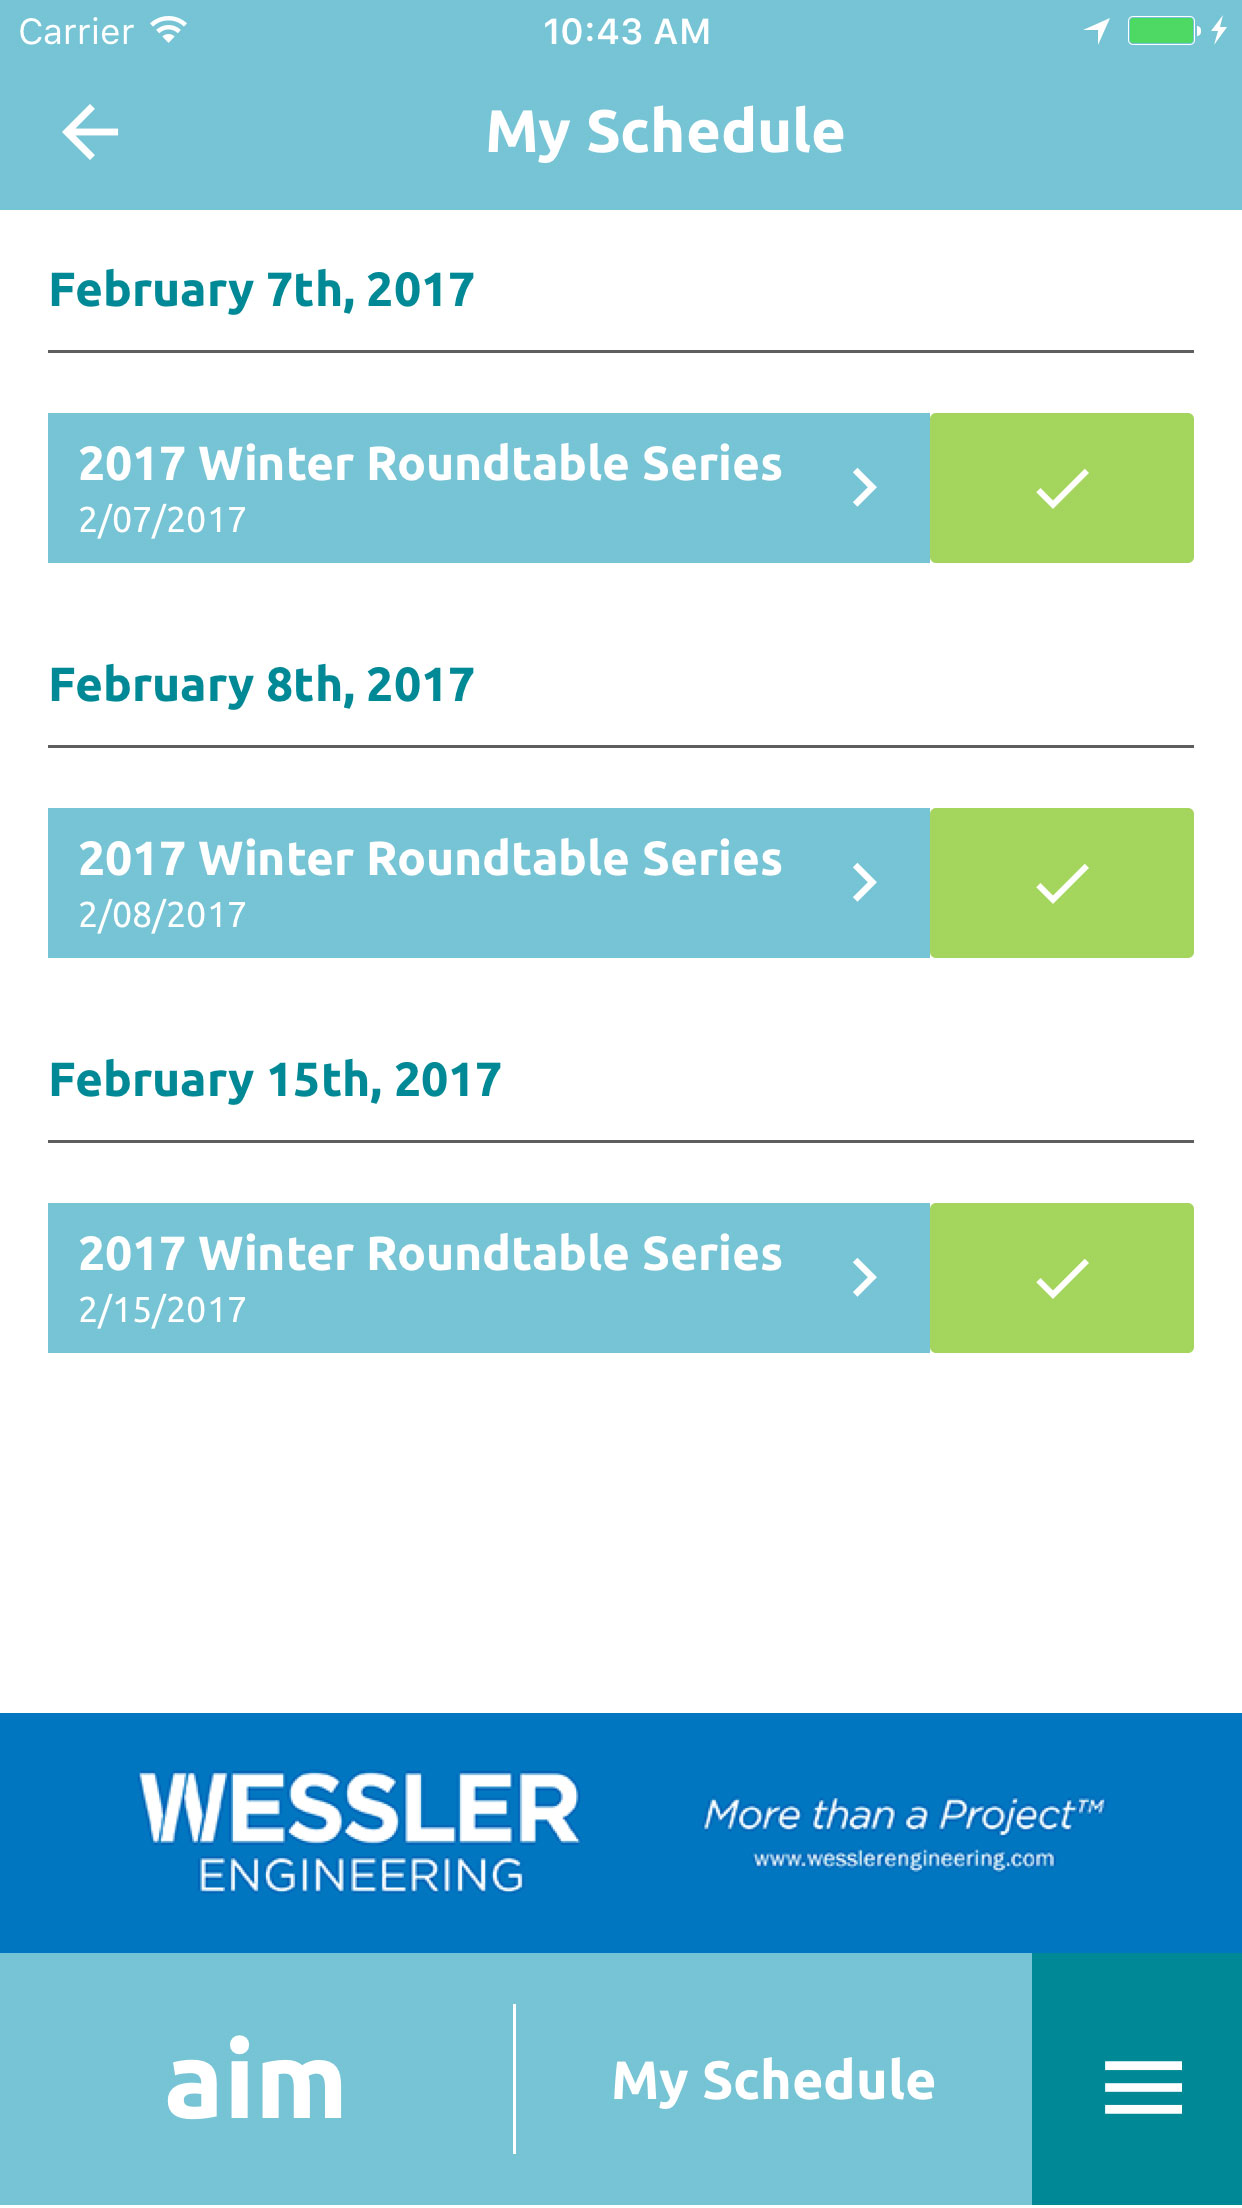 Carrier 10:43 AM
My Schedule
February 7th, 2017
2017 Winter Roundtable Series
2/07/2017
February 8th, 2017
2017 Winter Roundtable Series
2/08/2017
February 15th, 2017
2017 Winter Roundtable Series
2/15/2017
WESSLER
ENGINEERING
More than a Project™
www.wesslerengineering.com
aim
My Schedule